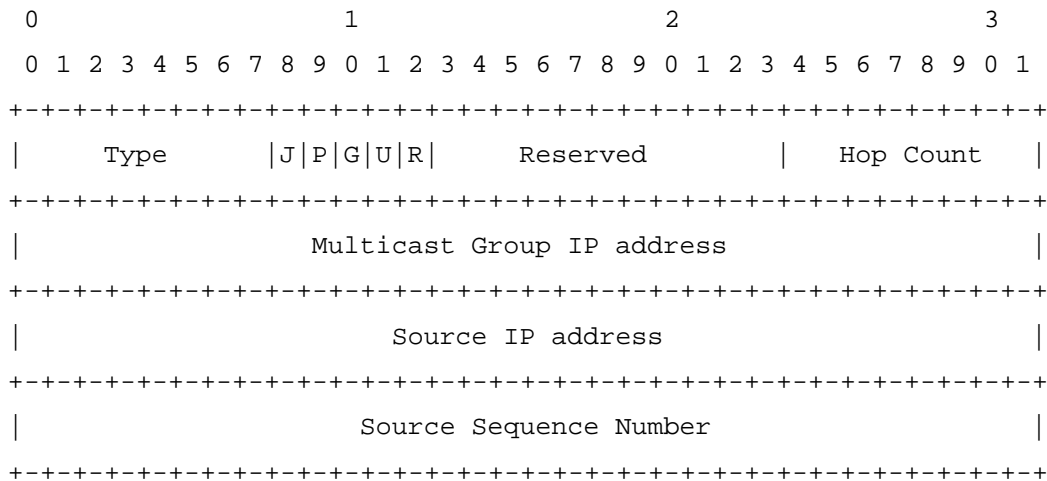 0                   1                   2                   3
 0 1 2 3 4 5 6 7 8 9 0 1 2 3 4 5 6 7 8 9 0 1 2 3 4 5 6 7 8 9 0 1
+-+-+-+-+-+-+-+-+-+-+-+-+-+-+-+-+-+-+-+-+-+-+-+-+-+-+-+-+-+-+-+-+
|     Type      |J|P|G|U|R|     Reserved        |   Hop Count   |
+-+-+-+-+-+-+-+-+-+-+-+-+-+-+-+-+-+-+-+-+-+-+-+-+-+-+-+-+-+-+-+-+
|                  Multicast Group IP address                   |
+-+-+-+-+-+-+-+-+-+-+-+-+-+-+-+-+-+-+-+-+-+-+-+-+-+-+-+-+-+-+-+-+
|                       Source IP address                       |
+-+-+-+-+-+-+-+-+-+-+-+-+-+-+-+-+-+-+-+-+-+-+-+-+-+-+-+-+-+-+-+-+
|                     Source Sequence Number                    |
+-+-+-+-+-+-+-+-+-+-+-+-+-+-+-+-+-+-+-+-+-+-+-+-+-+-+-+-+-+-+-+-+